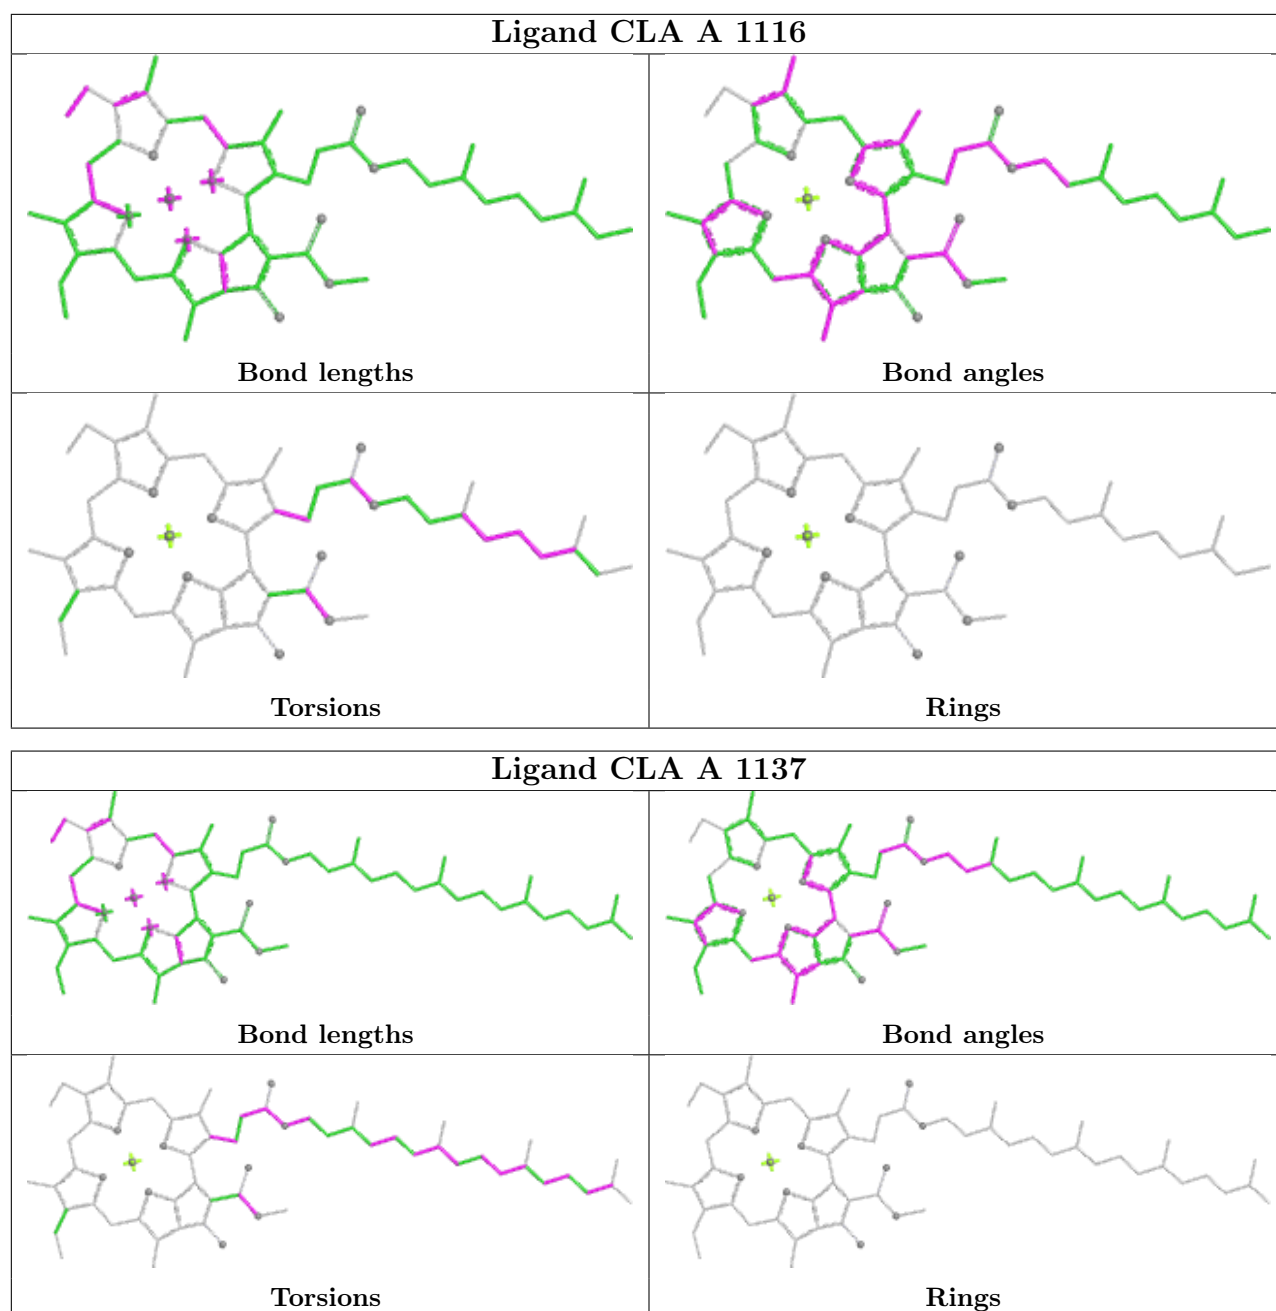 Ligand CLA A 1116
Bond lengths
Bond angles
Torsions
Rings
Ligand CLA A 1137
Bond lengths
Bond angles
Torsions
Rings